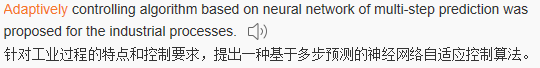 Adaptively controlling algorithm based on neural network of multi-step prediction was
proposed for the industrial processes.
针对工业过程的特点和控制要求，提出一种基于多步预测的神经网络自适应控制算法。